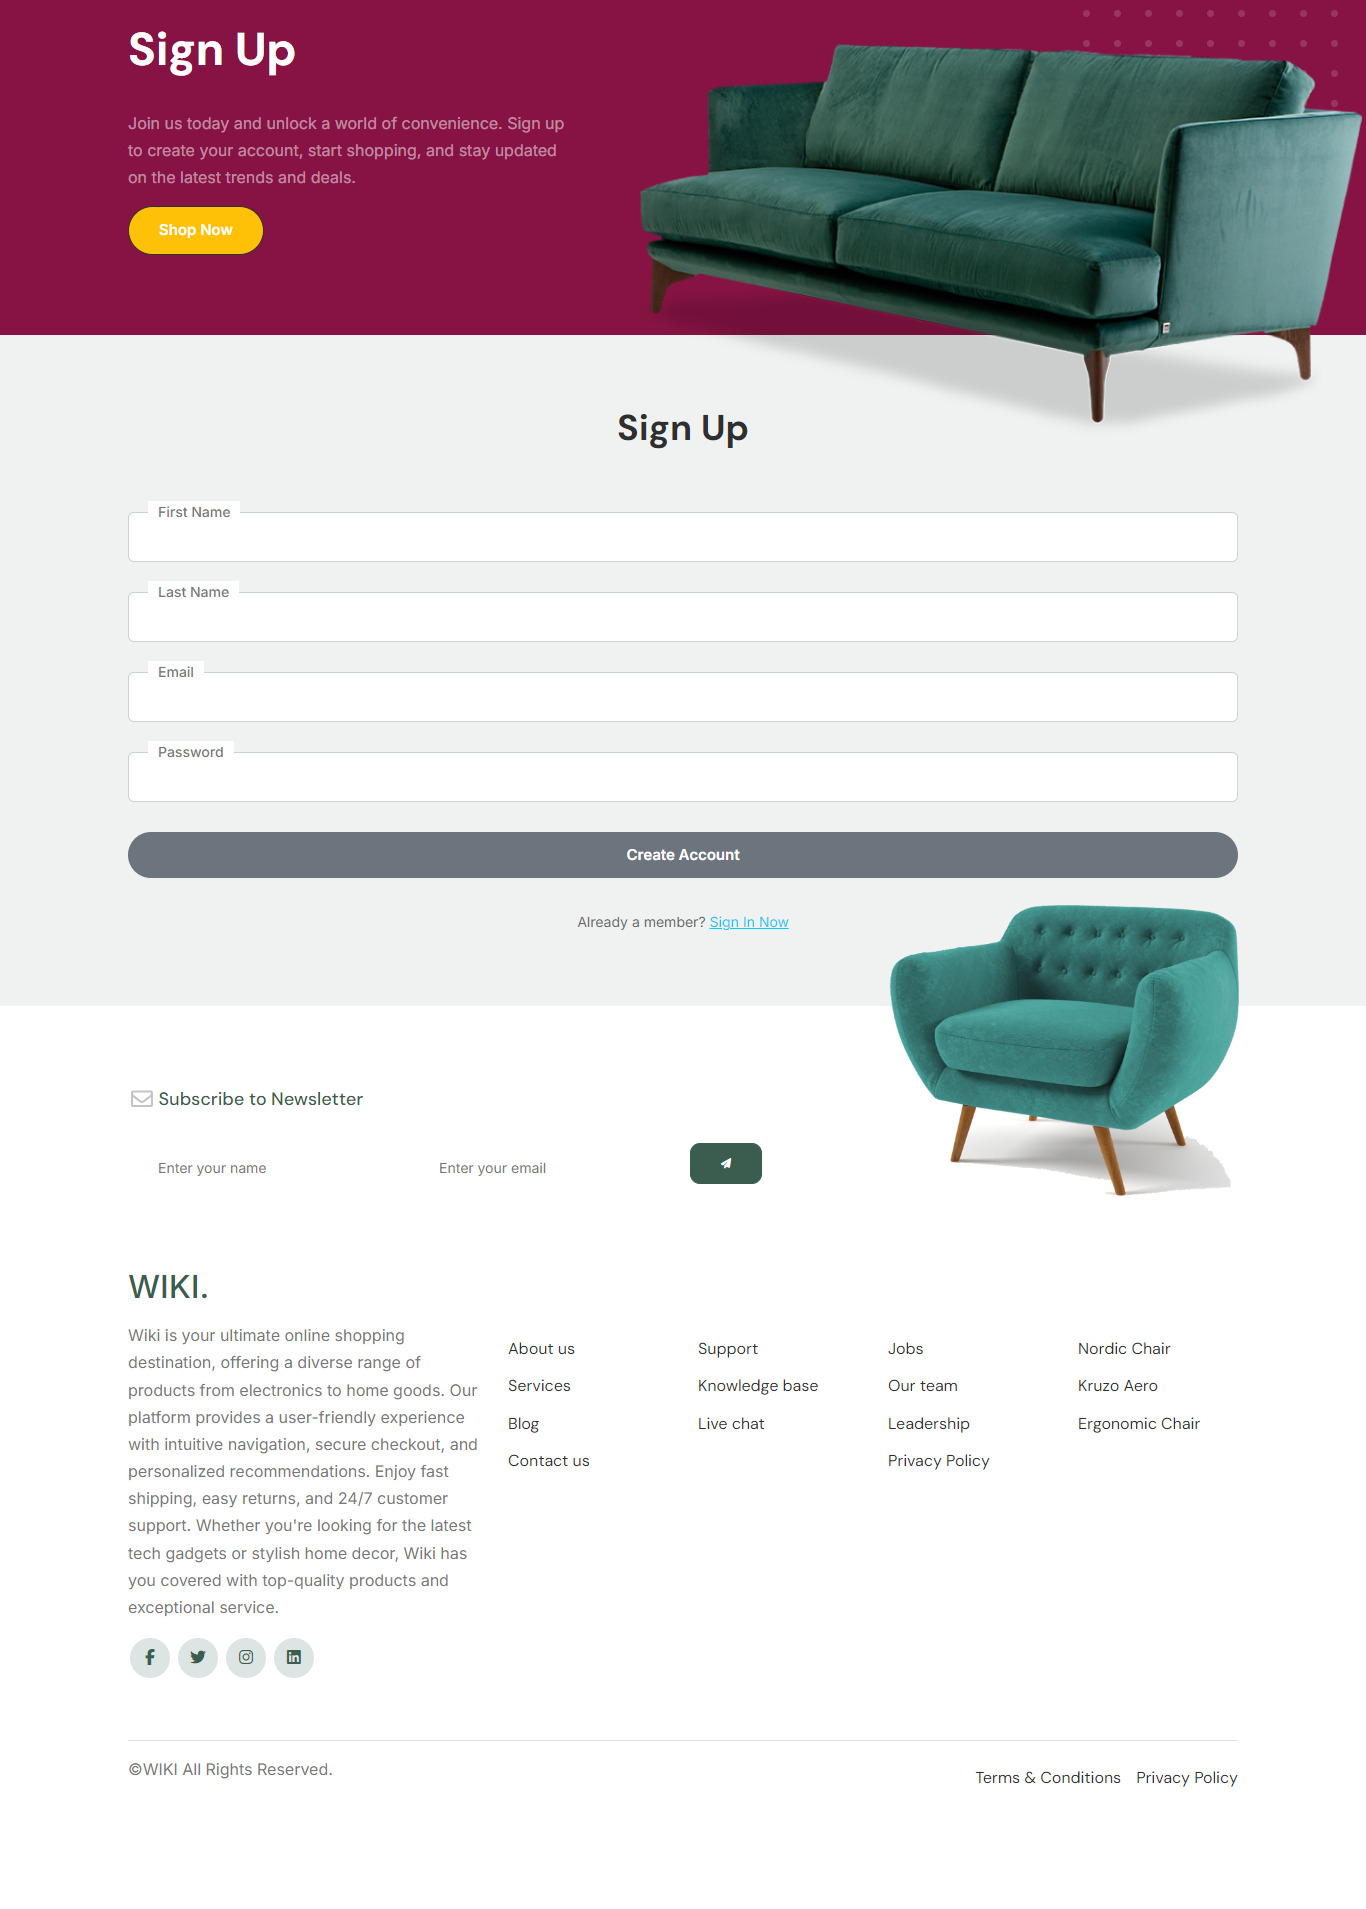 Sign Up
Join us today and unlock a world of convenience. Sign up
to create your account, start shopping, and stay updated
on the latest trends and deals.
Shop Now
Sign Up
First Name
Last Name
Email
Password
Create Account
Already a member? Sign In Now
Subscribe to Newsletter
Enter your name
Enter your email
WIKI.
Wiki is your ultimate online shopping
destination, offering a diverse range of
products from electronics to home goods. Our
platform provides a user-friendly experience
with intuitive navigation, secure checkout, and
personalized recommendations. Enjoy fast
shipping, easy returns, and 24/7 customer
support. Whether you're looking for the latest
tech gadgets or stylish home decor, Wiki has
you covered with top-quality products and
exceptional service.
About us
Services
Blog
Contact us
Support
Knowledge base
Live chat
Jobs
Our team
Leadership
Privacy Policy
Nordic Chair
Kruzo Aero
Ergonomic Chair
©WIKI All Rights Reserved.
Terms & Conditions
Privacy Policy